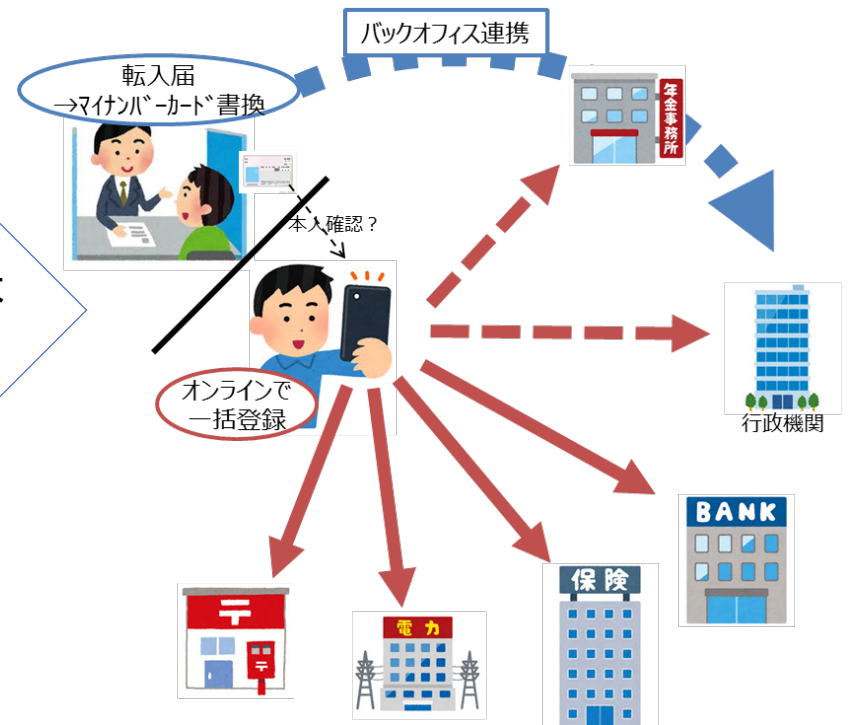 バックオフィス連携
転入届
→マイナンバーカード書換
年金事務所
本人確認？
オンラインで
一括登録
行政機関
BANK
保険
〒
電力
〒